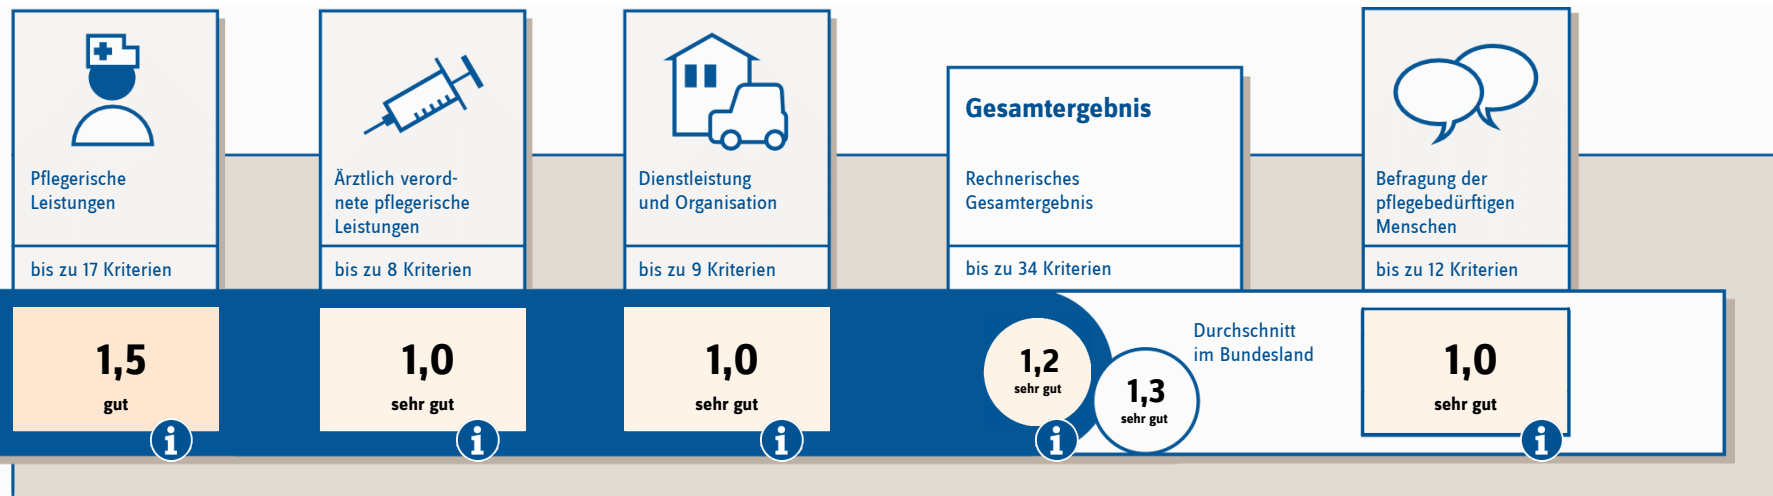 Pflegerische
Leistungen
bis zu 17 Kriterien
1,5
gut
i
Ärztlich verord-
nete pflegerische
Leistungen
bis zu 8 Kriterien
1,0
sehr gut
i
Dienstleistung
und Organisation
bis zu 9 Kriterien
1,0
sehr gut
i
Gesamtergebnis
Rechnerisches
Gesamtergebnis
bis zu 34 Kriterien
1,2
sehr gut
i
1,3
sehr gut
Durchschnitt
im Bundesland
Befragung der
pflegebedürftigen
Menschen
bis zu 12 Kriterien
1,0
sehr gut
i